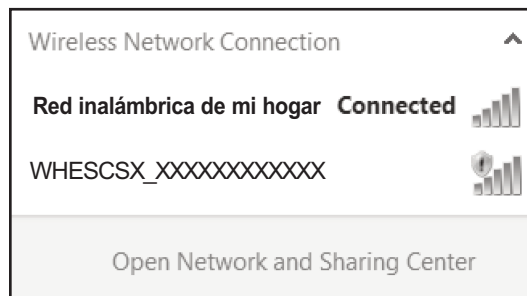 Wireless Network Connection
Red inalámbrica de mi hogar Connected
WHESCSX_XXXXXXXXXXXX
Open Network and Sharing Center